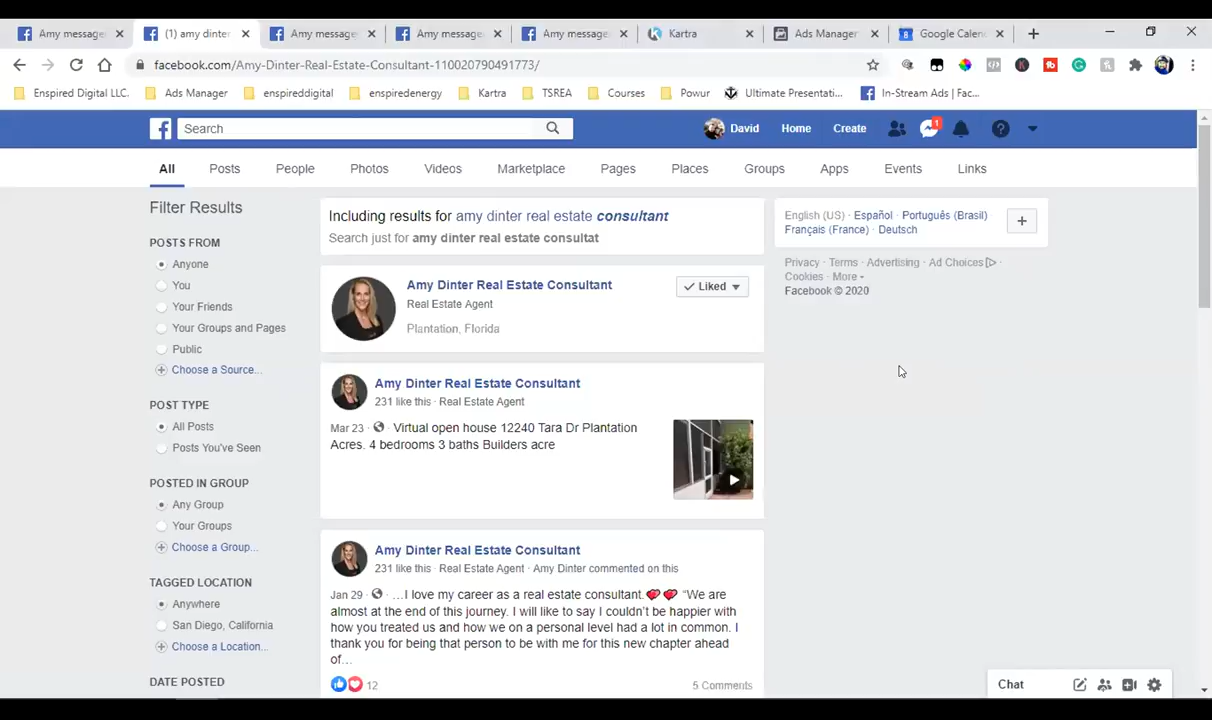 Amy message
(1) amy dinter
Amy message
Amy message
Amy message
Kartra
Ads Manager
Google Calen
facebook.com/Amy-Dinter-Real-Estate-Consultant-110020790491773/
Enspired Digital LLC.
Ads Manager
enspireddigital
enspiredenergy
Kartra
TSREA
Courses
Powur
Ultimate Presentati...
In-Stream Ads | Fac...
Search
David
Home
Create
1
All
Posts
People
Photos
Videos
Marketplace
Pages
Places
Groups
Apps
Events
Links
Filter Results
POSTS FROM
Anyone
You
Your Friends
Your Groups and Pages
Public
Choose a Source...
POST TYPE
All Posts
Posts You've Seen
POSTED IN GROUP
Any Group
Your Groups
Choose a Group...
TAGGED LOCATION
Anywhere
San Diego, California
Choose a Location...
DATE POSTED
Including results for amy dinter real estate consultant
Search just for amy dinter real estate consultat
Amy Dinter Real Estate Consultant
Real Estate Agent
Plantation, Florida
Liked
Amy Dinter Real Estate Consultant
231 like this · Real Estate Agent
Mar 23 · Virtual open house 12240 Tara Dr Plantation
Acres. 4 bedrooms 3 baths Builders acre
Amy Dinter Real Estate Consultant
231 like this · Real Estate Agent · Amy Dinter commented on this
Jan 29 · …I love my career as a real estate consultant.💕💕 “We are
almost at the end of this journey. I will like to say I couldn’t be happier with
how you treated us and how we on a personal level had a lot in common. I
thank you for being that person to be with me for this new chapter ahead
of…
12
5 Comments
English (US) · Español · Português (Brasil)
Français (France) · Deutsch
Privacy · Terms · Advertising · Ad Choices ·
Cookies · More
Facebook © 2020
Chat